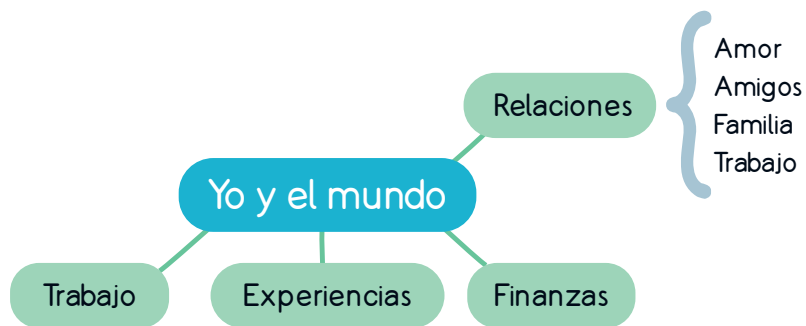 Amor
Amigos
Relaciones
Familia
Trabajo
Yo y el mundo
Trabajo
Experiencias
Finanzas